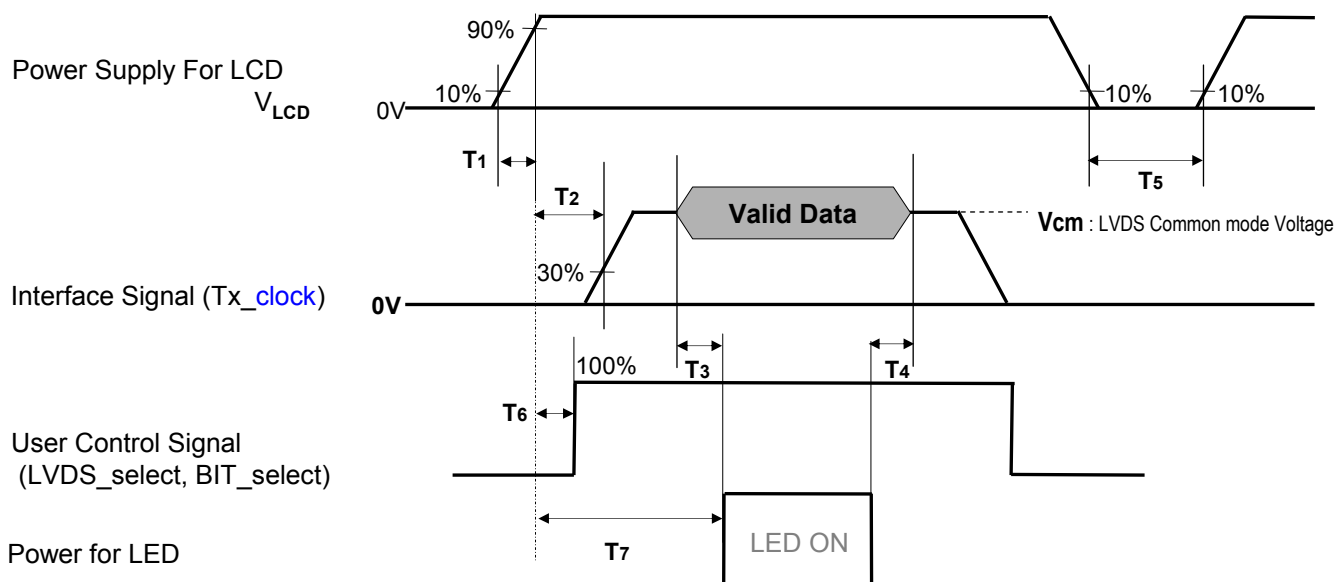 90%
Power Supply For LCD
VLCD
10%
0V
10%
10%
T1
T2
T5
Valid Data
Vcm : LVDS Common mode Voltage
30%
Interface Signal (Tx_clock)
0V
100%
T3
T4
T6
User Control Signal
(LVDS_select, BIT_select)
LED ON
T7
Power for LED